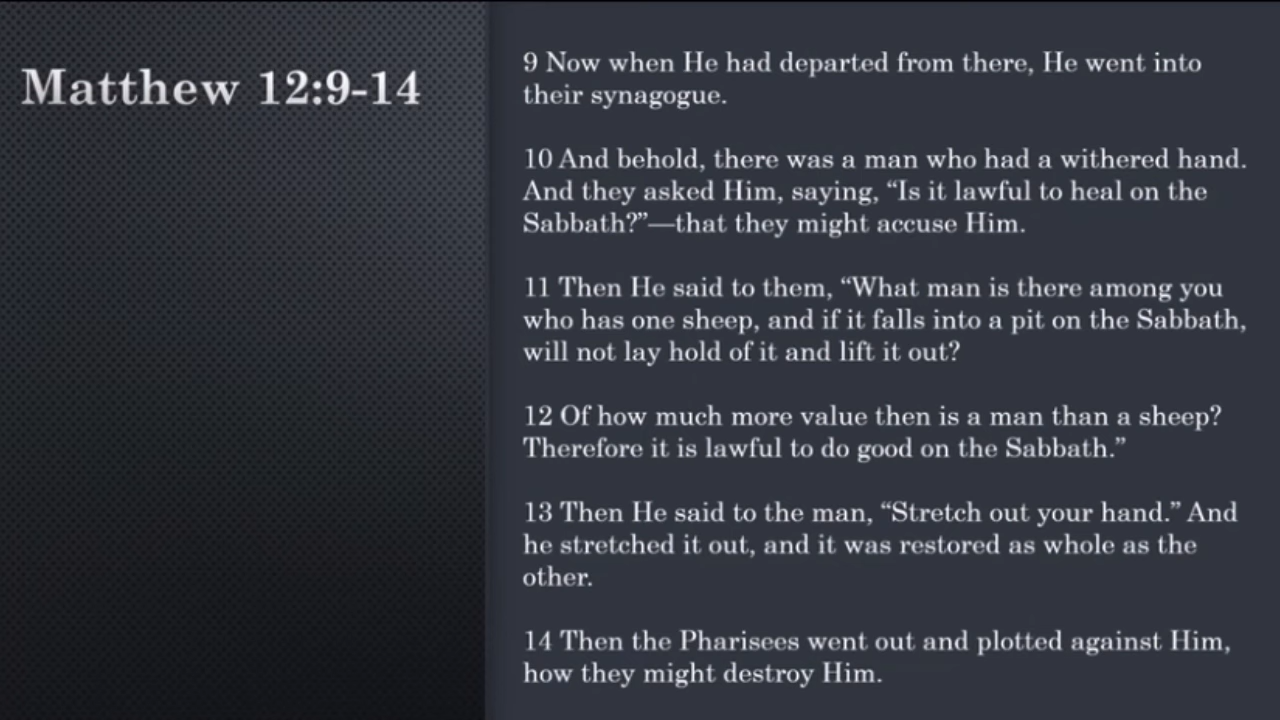 Matthew 12:9-14
9 Now when He had departed from there, He went into
their synagogue.
10 And behold, there was a man who had a withered hand.
And they asked Him, saying, “Is it lawful to heal on the
Sabbath?”—that they might accuse Him.
11 Then He said to them, “What man is there among you
who has one sheep, and if it falls into a pit on the Sabbath,
will not lay hold of it and lift it out?
12 Of how much more value then is a man than a sheep?
Therefore it is lawful to do good on the Sabbath.”
13 Then He said to the man, “Stretch out your hand.” And
he stretched it out, and it was restored as whole as the
other.
14 Then the Pharisees went out and plotted against Him,
how they might destroy Him.